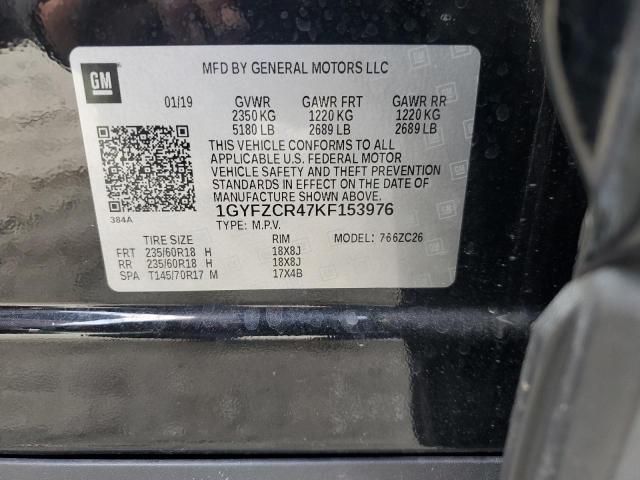 GM
MFD BY GENERAL MOTORS LLC
01/19 GVWR GAWR FRT GAWR RR
2350 KG 1220 KG 1220 KG
5180 LB 2689 LB 2689 LB
THIS VEHICLE CONFORMS TO ALL
APPLICABLE U.S. FEDERAL MOTOR
VEHICLE SAFETY AND THEFT PREVENTION
STANDARDS IN EFFECT ON THE DATE OF
MANUFACTURE SHOWN ABOVE.
384A
1GYFZCR47KF153976
TYPE: M.P.V.
TIRE SIZE RIM MODEL: 766ZC26
FRT 235/60R18 H 18X8J
RR 235/60R18 H 18X8J
SPA T145/70R17 M 17X4B